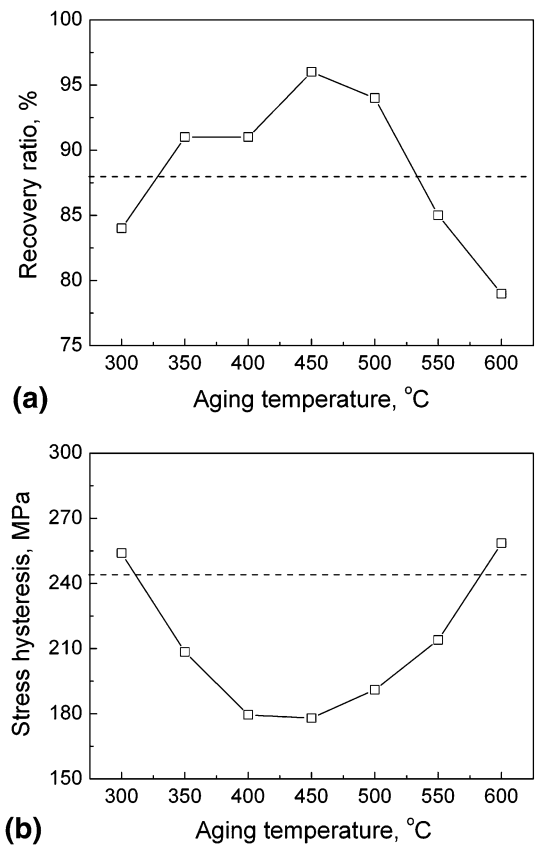 100
95
90
85
80
75
Recovery ratio, %
300 350 400 450 500 550 600
(a)
Aging temperature, °C
300
270
240
210
180
150
Stress hysteresis, MPa
300 350 400 450 500 550 600
(b)
Aging temperature, °C